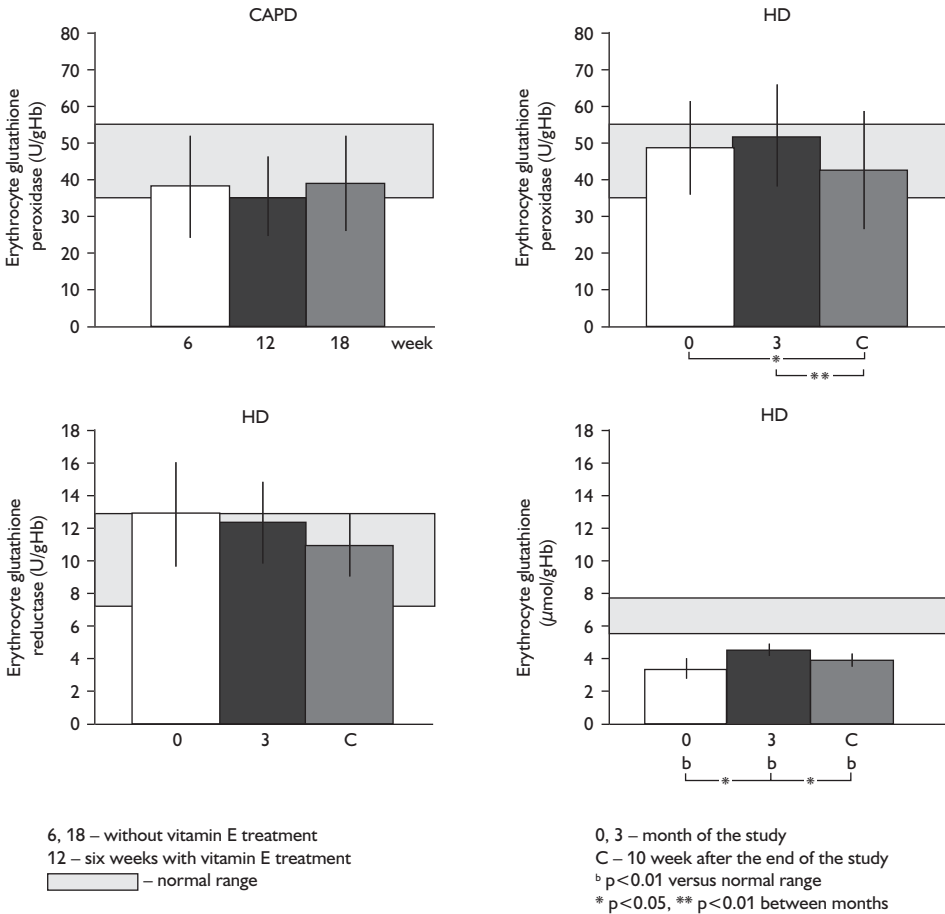 CAPD
Erythrocyte glutathione
peroxidase (U/gHb)
80
70
60
50
40
30
20
10
0
6 12 18 week
HD
Erythrocyte glutathione
peroxidase (U/gHb)
80
70
60
50
40
30
20
10
0
0 3 C
*
**
HD
Erythrocyte glutathione
reductase (U/gHb)
18
16
14
12
10
8
6
4
2
0
0 3 C
HD
Erythrocyte glutathione
(μmol/gHb)
18
16
14
12
10
8
6
4
2
0
0 3 C
b b b
* *
6, 18 – without vitamin E treatment
12 – six weeks with vitamin E treatment
– normal range
0, 3 – month of the study
C – 10 week after the end of the study
ᵇ p<0.01 versus normal range
* p<0.05, ** p<0.01 between months